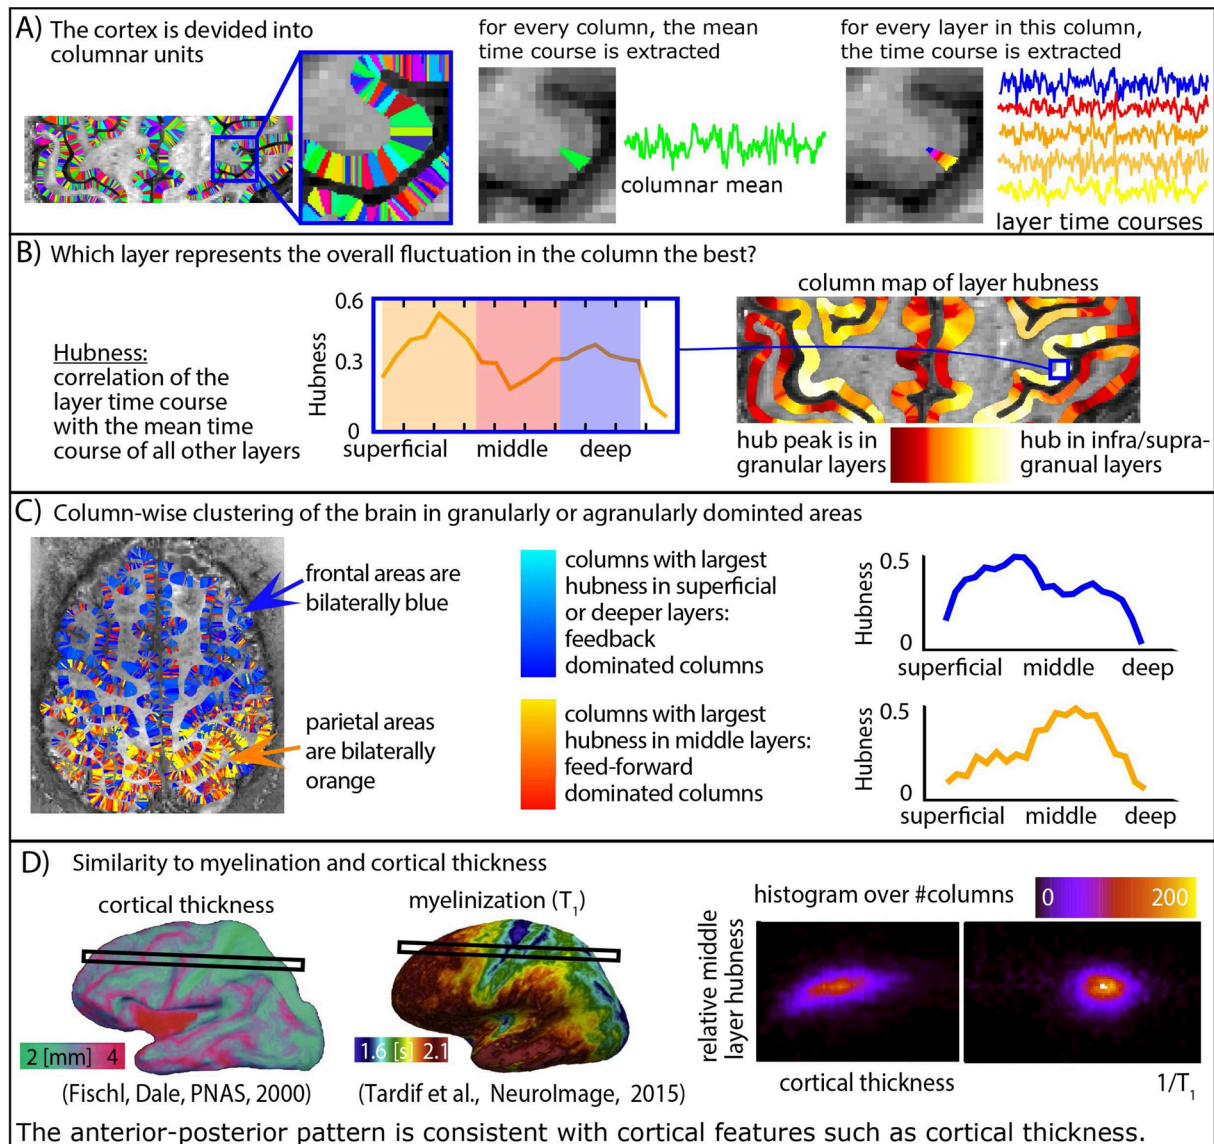 A) The cortex is devided into
columnar units
for every column, the mean
time course is extracted
columnar mean
for every layer in this column,
the time course is extracted
layer time courses
B) Which layer represents the overall fluctuation in the column the best?
Hubness:
correlation of the
layer time course
with the mean time
course of all other layers
Hubness
0.6
0.3
0
superficial middle deep
column map of layer hubness
hub peak is in
granular layers
hub in infra/supra-
granual layers
C) Column-wise clustering of the brain in granularly or agranularly dominted areas
frontal areas are
bilaterally blue
parietal areas
are bilaterally
orange
columns with largest
hubness in superficial
or deeper layers:
feedback
dominated columns
columns with largest
hubness in middle layers:
feed-forward
dominated columns
Hubness
0.5
0
superficial middle deep
Hubness
0.5
0
superficial middle deep
D) Similarity to myelination and cortical thickness
cortical thickness
2 [mm] 4
(Fischl, Dale, PNAS, 2000)
myelinization (T1)
1.6 [s] 2.1
(Tardif et al., NeuroImage, 2015)
histogram over #columns
0 200
relative middle
layer hubness
cortical thickness
1/T1
The anterior-posterior pattern is consistent with cortical features such as cortical thickness.